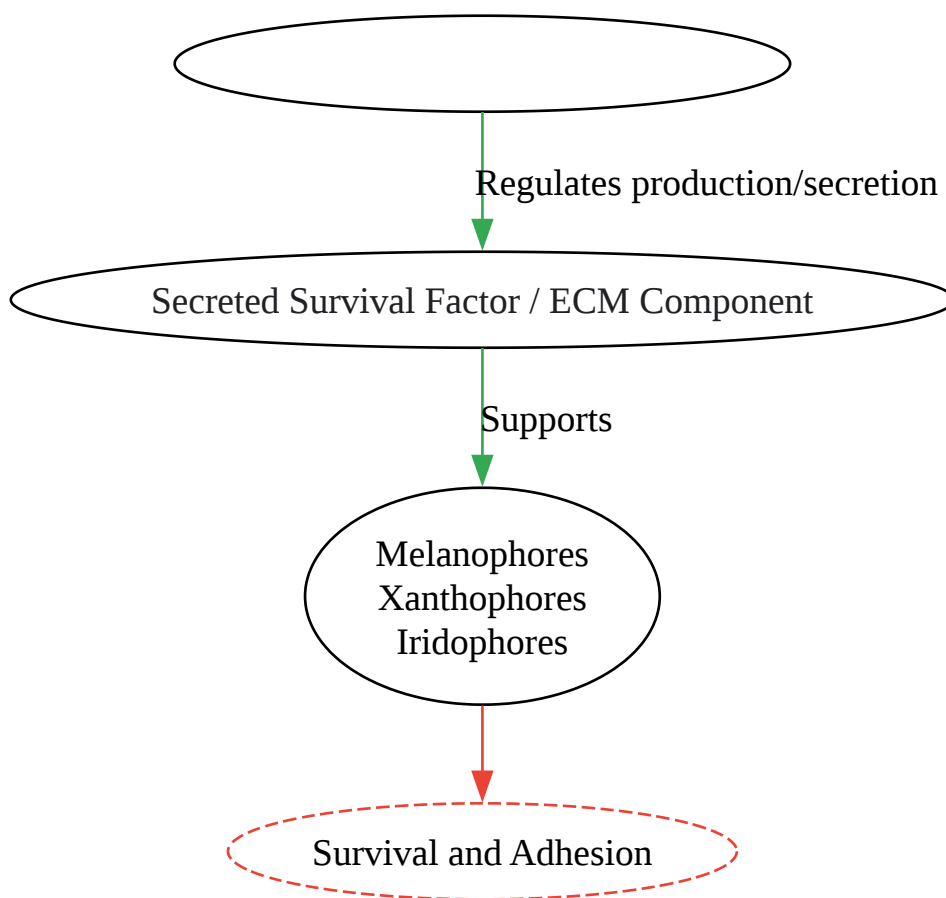 Regulates production/secretion
Secreted Survival Factor / ECM Component
Supports
Melanophores
Xanthophores
Iridophores
Survival and Adhesion